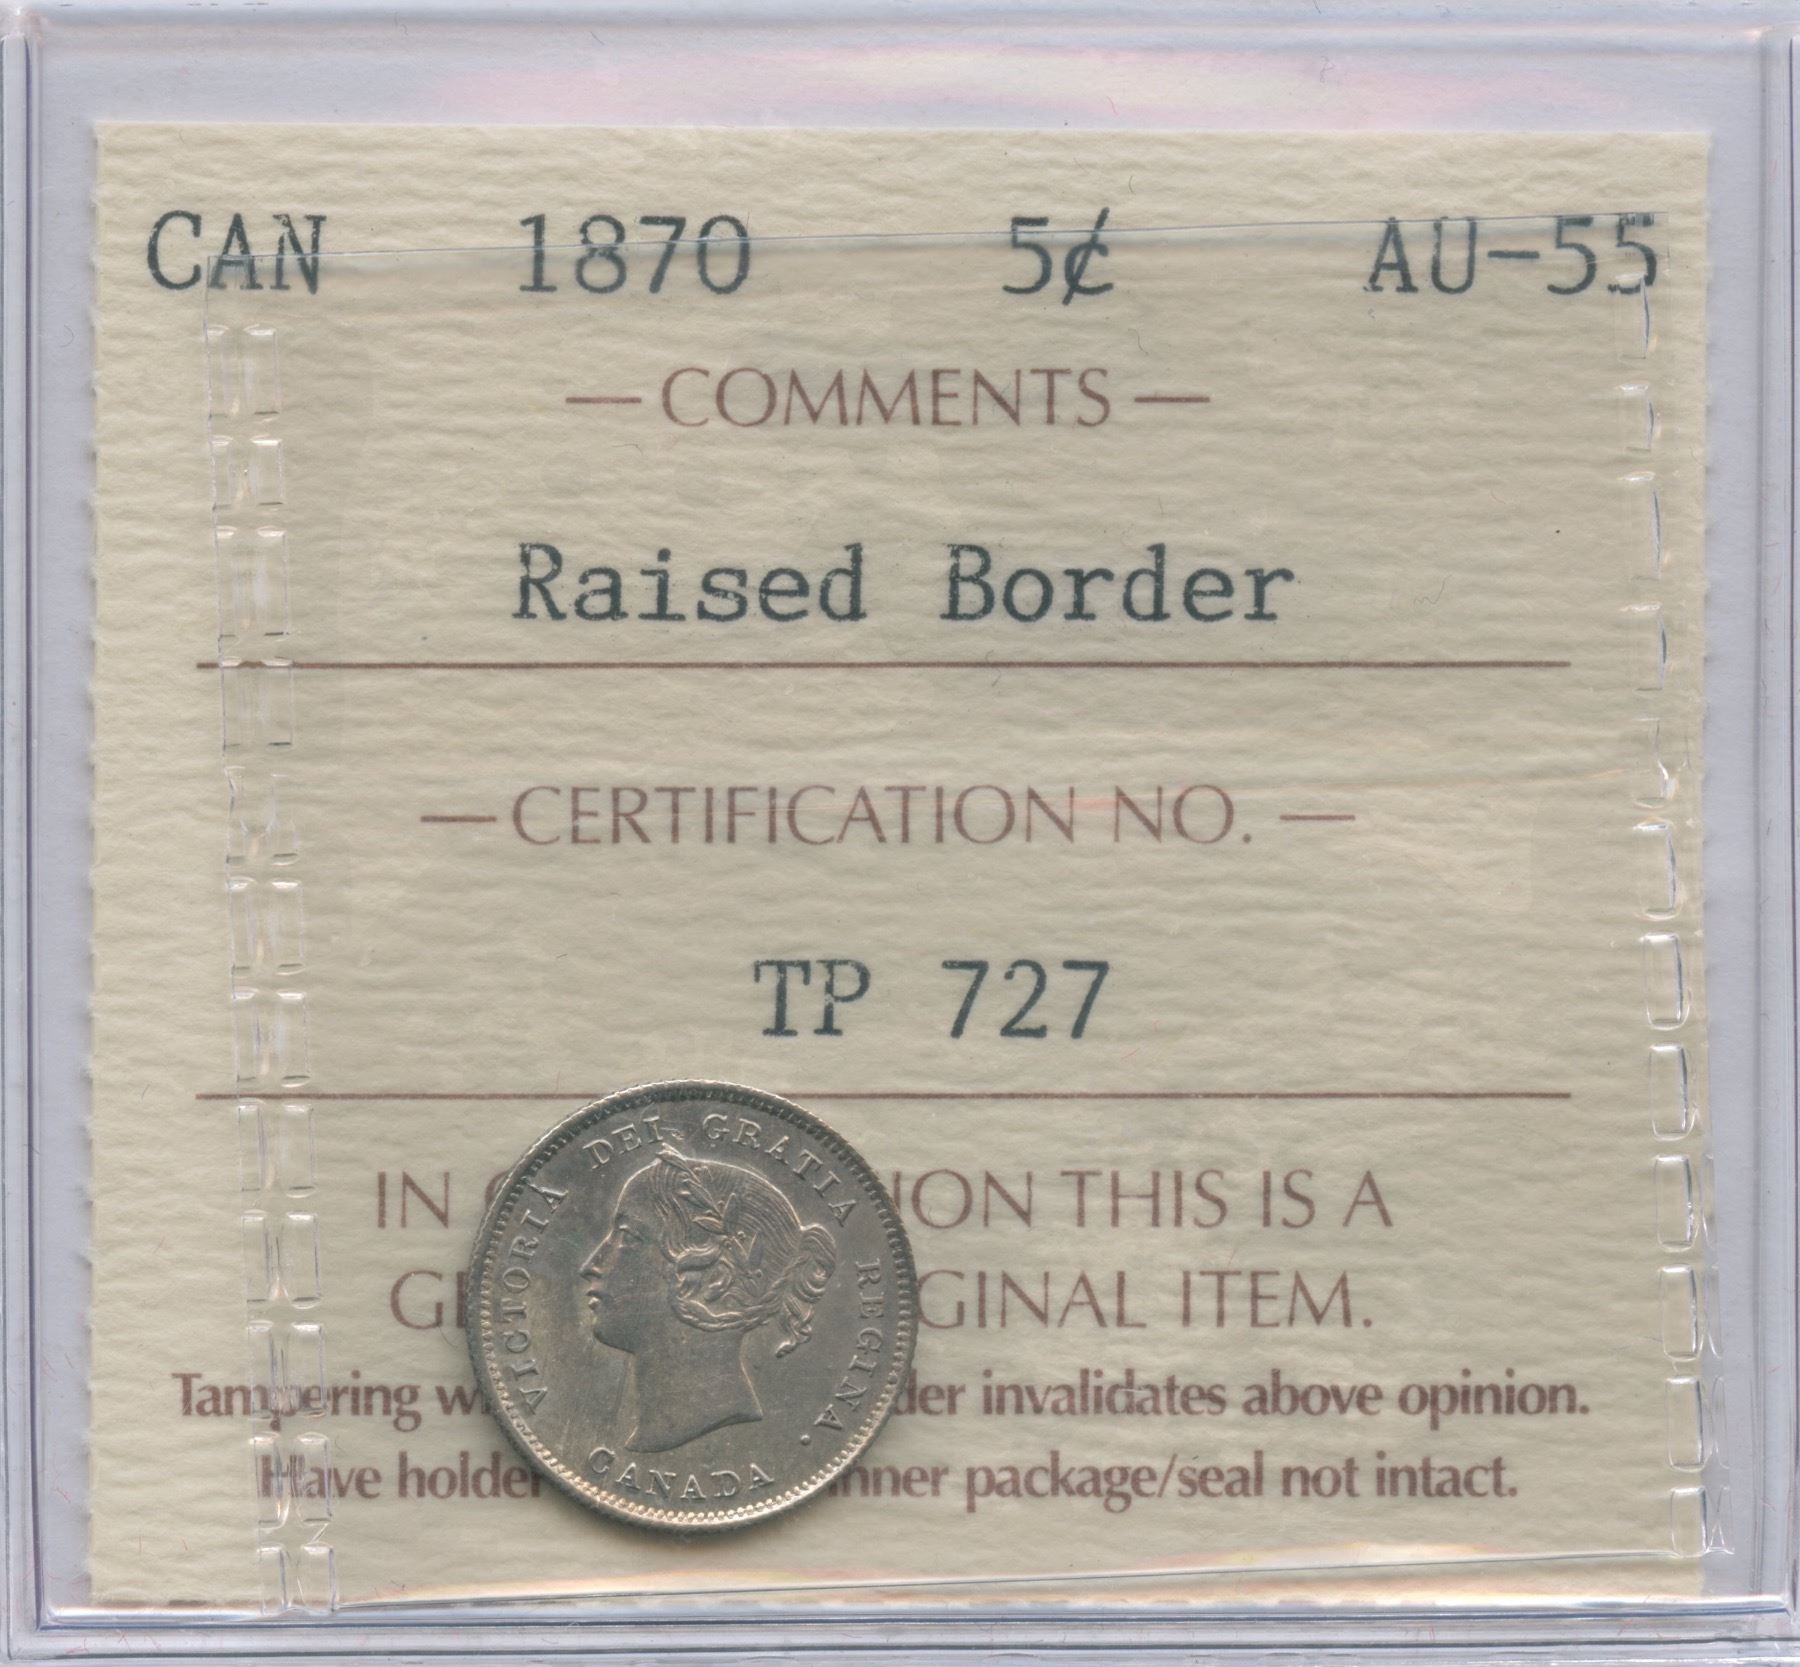 CAN 1870 5¢ AU-55
— COMMENTS —
Raised Border
— CERTIFICATION NO. —
TP 727
IN ION THIS IS A
GE GINAL ITEM.
Tampering w der invalidates above opinion.
Have holder inner package/seal not intact.
VICTORIA DEI GRATIA REGINA.
CANADA